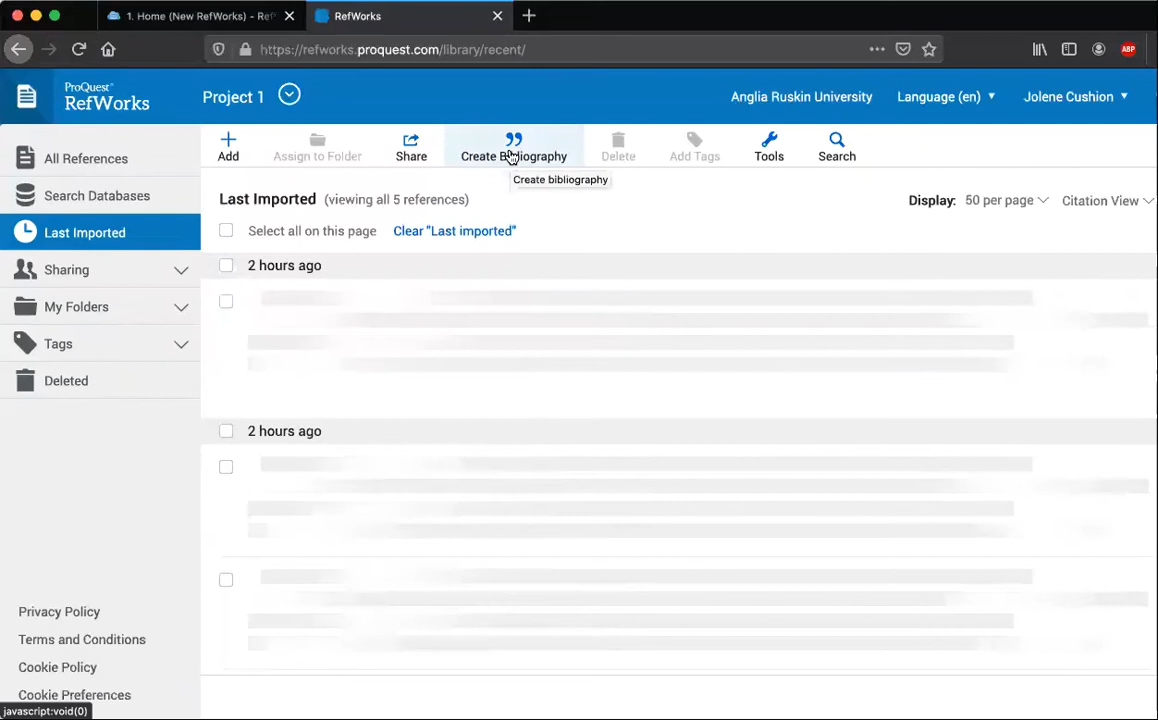 1. Home (New RefWorks) - Ref
RefWorks
https://refworks.proquest.com/library/recent/
ABP
ProQuest
RefWorks
Project 1
Anglia Ruskin University
Language (en)
Jolene Cushion
All References
Search Databases
Last Imported
Sharing
My Folders
Tags
Deleted
Add
Assign to Folder
Share
Create Bibliography
Delete
Add Tags
Tools
Search
Create bibliography
Last Imported (viewing all 5 references)
Display: 50 per page Citation View
Select all on this page Clear "Last imported"
2 hours ago
2 hours ago
Privacy Policy
Terms and Conditions
Cookie Policy
Cookie Preferences
javascript:void(0)